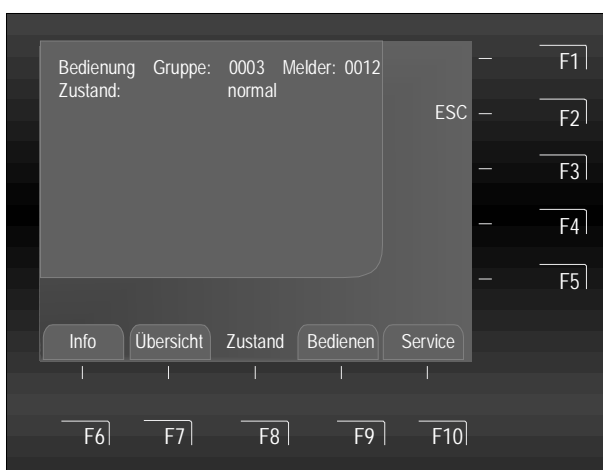 Bedienung Gruppe: 0003 Melder: 0012
Zustand: normal
ESC
F1
F2
F3
F4
F5
Info Übersicht Zustand Bedienen Service
F6 F7 F8 F9 F10